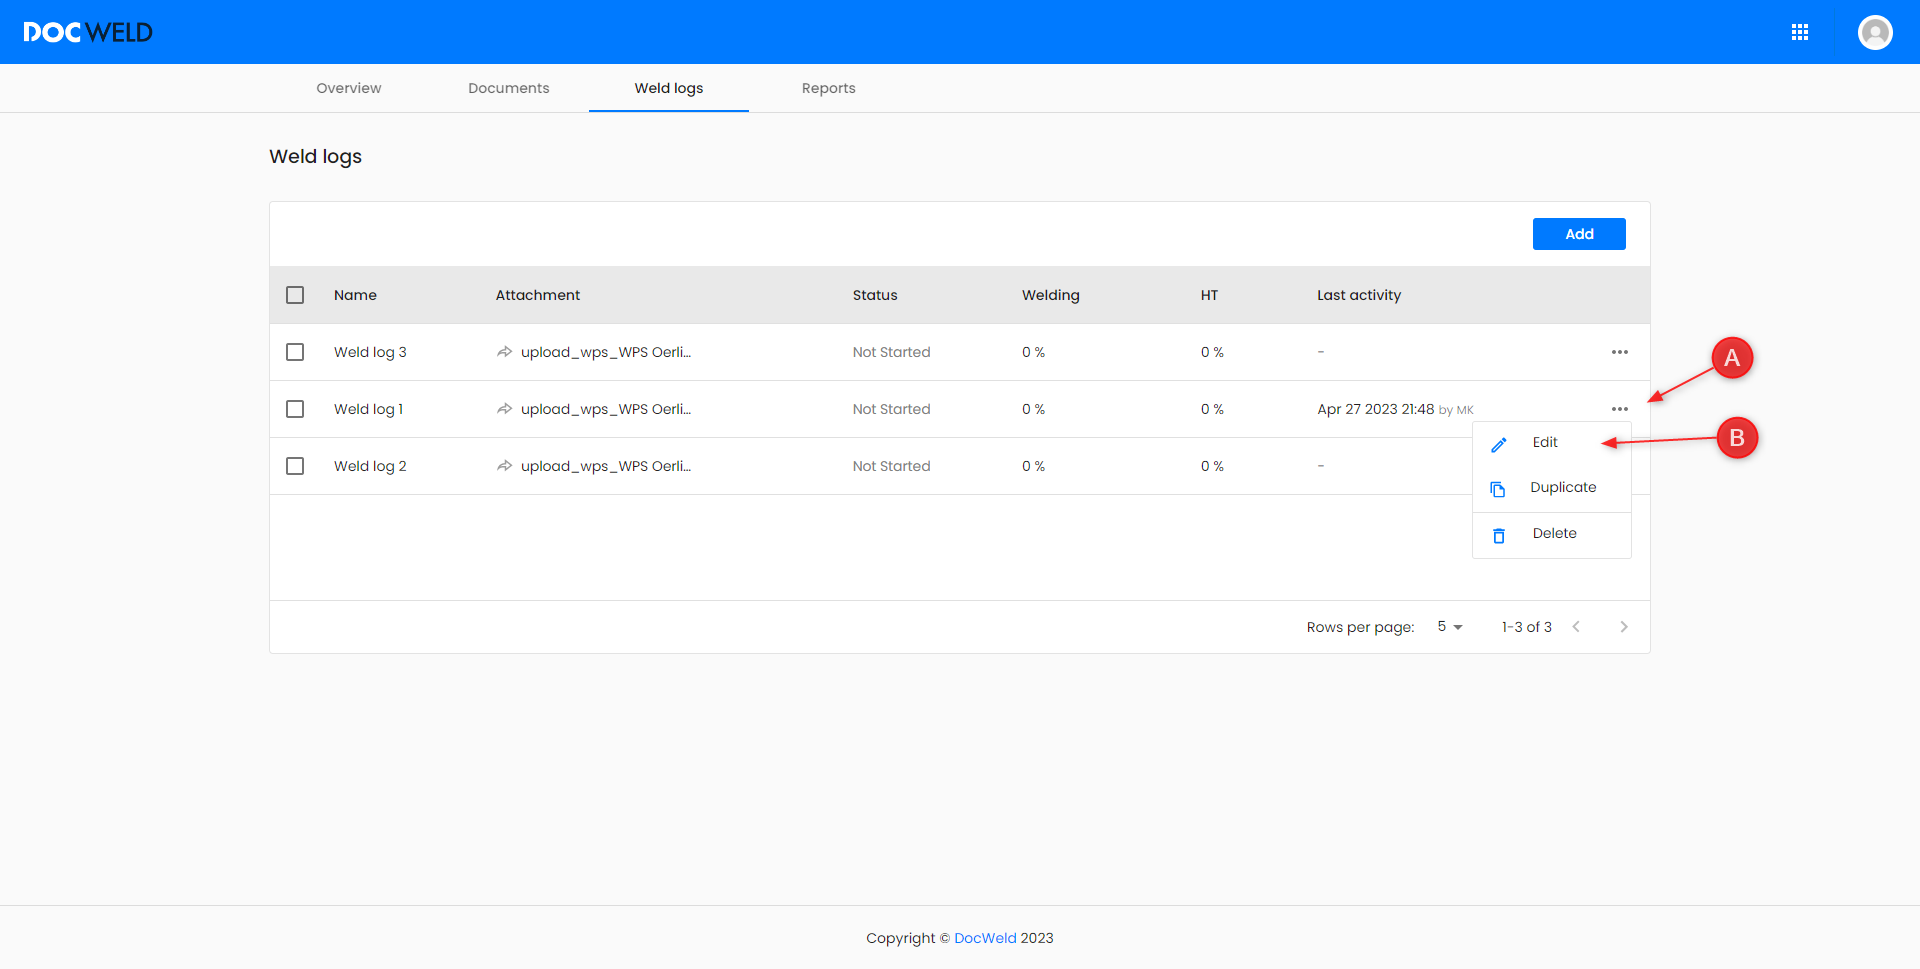 DOCWELD
Overview Documents Weld logs Reports
Weld logs
Add
Name Attachment Status Welding HT Last activity
Weld log 3 upload_wps_WPS Oerli... Not Started 0 % 0 % -
A
Weld log 1 upload_wps_WPS Oerli... Not Started 0 % 0 % Apr 27 2023 21:48 by MK
Edit
B
Weld log 2 upload_wps_WPS Oerli... Not Started 0 % 0 % -
Duplicate
Delete
Rows per page: 5 1-3 of 3
Copyright © DocWeld 2023